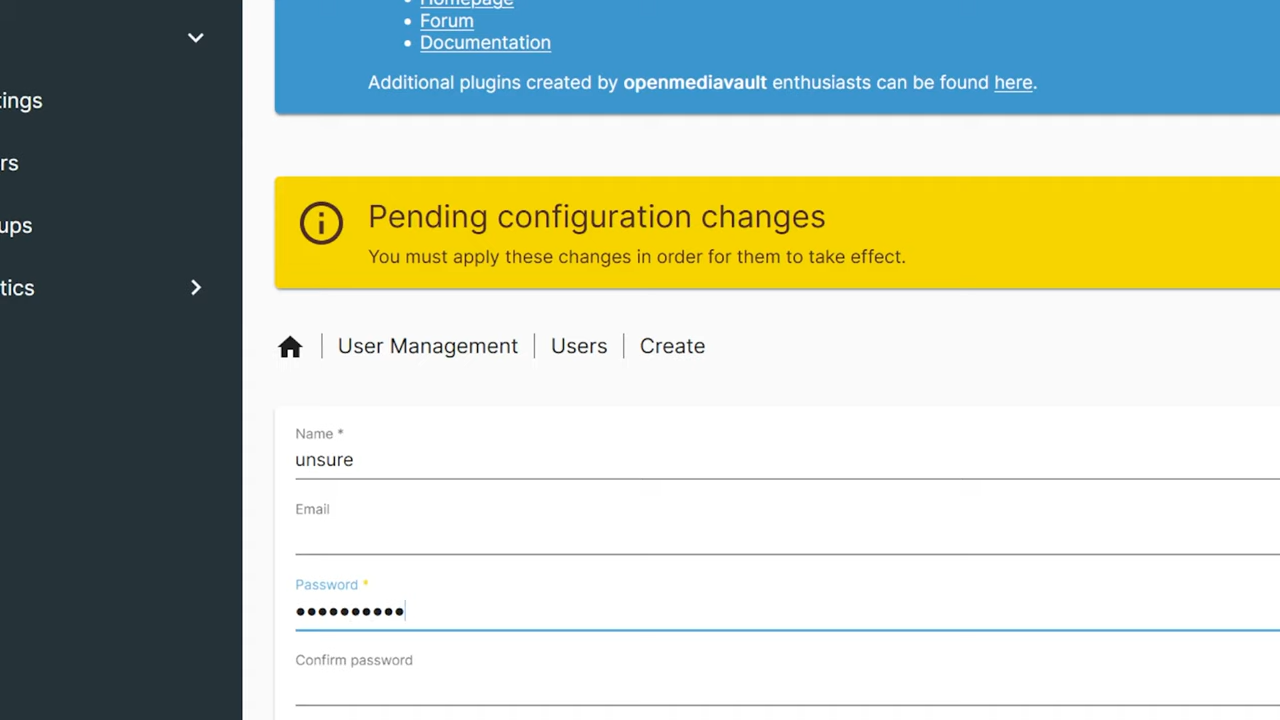 Homepage
Forum
Documentation
Additional plugins created by openmediavault enthusiasts can be found here.
tings
rs
ups
tics
Pending configuration changes
You must apply these changes in order for them to take effect.
User Management | Users | Create
Name *
unsure
Email
Password *
••••••••••
Confirm password